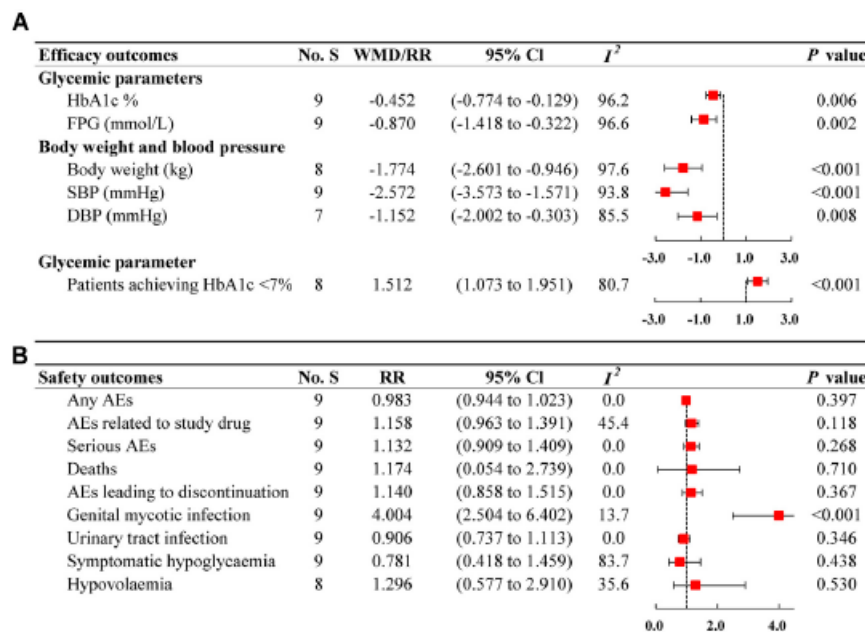 A
Efficacy outcomes No. S WMD/RR 95% CI I² P value
Glycemic parameters
HbA1c % 9 -0.452 (-0.774 to -0.129) 96.2 0.006
FPG (mmol/L) 9 -0.870 (-1.418 to -0.322) 96.6 0.002
Body weight and blood pressure
Body weight (kg) 8 -1.774 (-2.601 to -0.946) 97.6 <0.001
SBP (mmHg) 9 -2.572 (-3.573 to -1.571) 93.8 <0.001
DBP (mmHg) 7 -1.152 (-2.002 to -0.303) 85.5 0.008
-3.0 -1.0 1.0 3.0
Glycemic parameter
Patients achieving HbA1c <7% 8 1.512 (1.073 to 1.951) 80.7 <0.001
-3.0 -1.0 1.0 3.0
B
Safety outcomes No. S RR 95% CI I² P value
Any AEs 9 0.983 (0.944 to 1.023) 0.0 0.397
AEs related to study drug 9 1.158 (0.963 to 1.391) 45.4 0.118
Serious AEs 9 1.132 (0.909 to 1.409) 0.0 0.268
Deaths 9 1.174 (0.054 to 2.739) 0.0 0.710
AEs leading to discontinuation 9 1.140 (0.858 to 1.515) 0.0 0.367
Genital mycotic infection 9 4.004 (2.504 to 6.402) 13.7 <0.001
Urinary tract infection 9 0.906 (0.737 to 1.113) 0.0 0.346
Symptomatic hypoglycaemia 9 0.781 (0.418 to 1.459) 83.7 0.438
Hypovolaemia 8 1.296 (0.577 to 2.910) 35.6 0.530
0.0 2.0 4.0